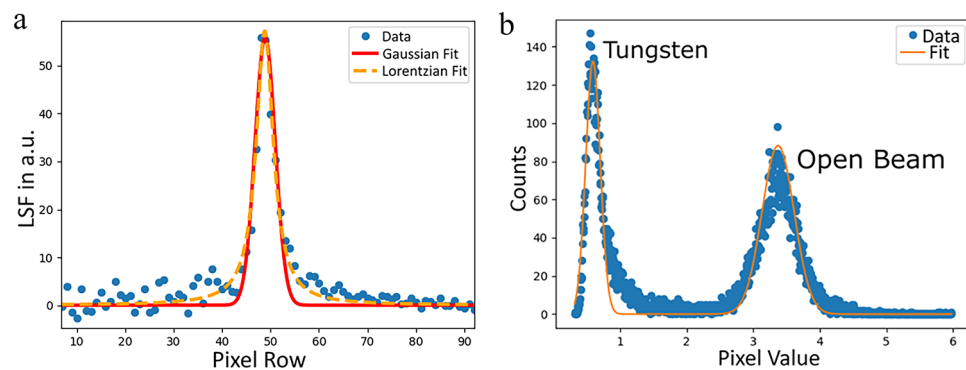 a
LSF in a.u.
50
40
30
20
10
0
10
20
30
40
50
60
70
80
90
Pixel Row
Data
Gaussian Fit
Lorentzian Fit
b
Counts
140
120
100
80
60
40
20
0
1
2
3
4
5
6
Pixel Value
Tungsten
Open Beam
Data
Fit